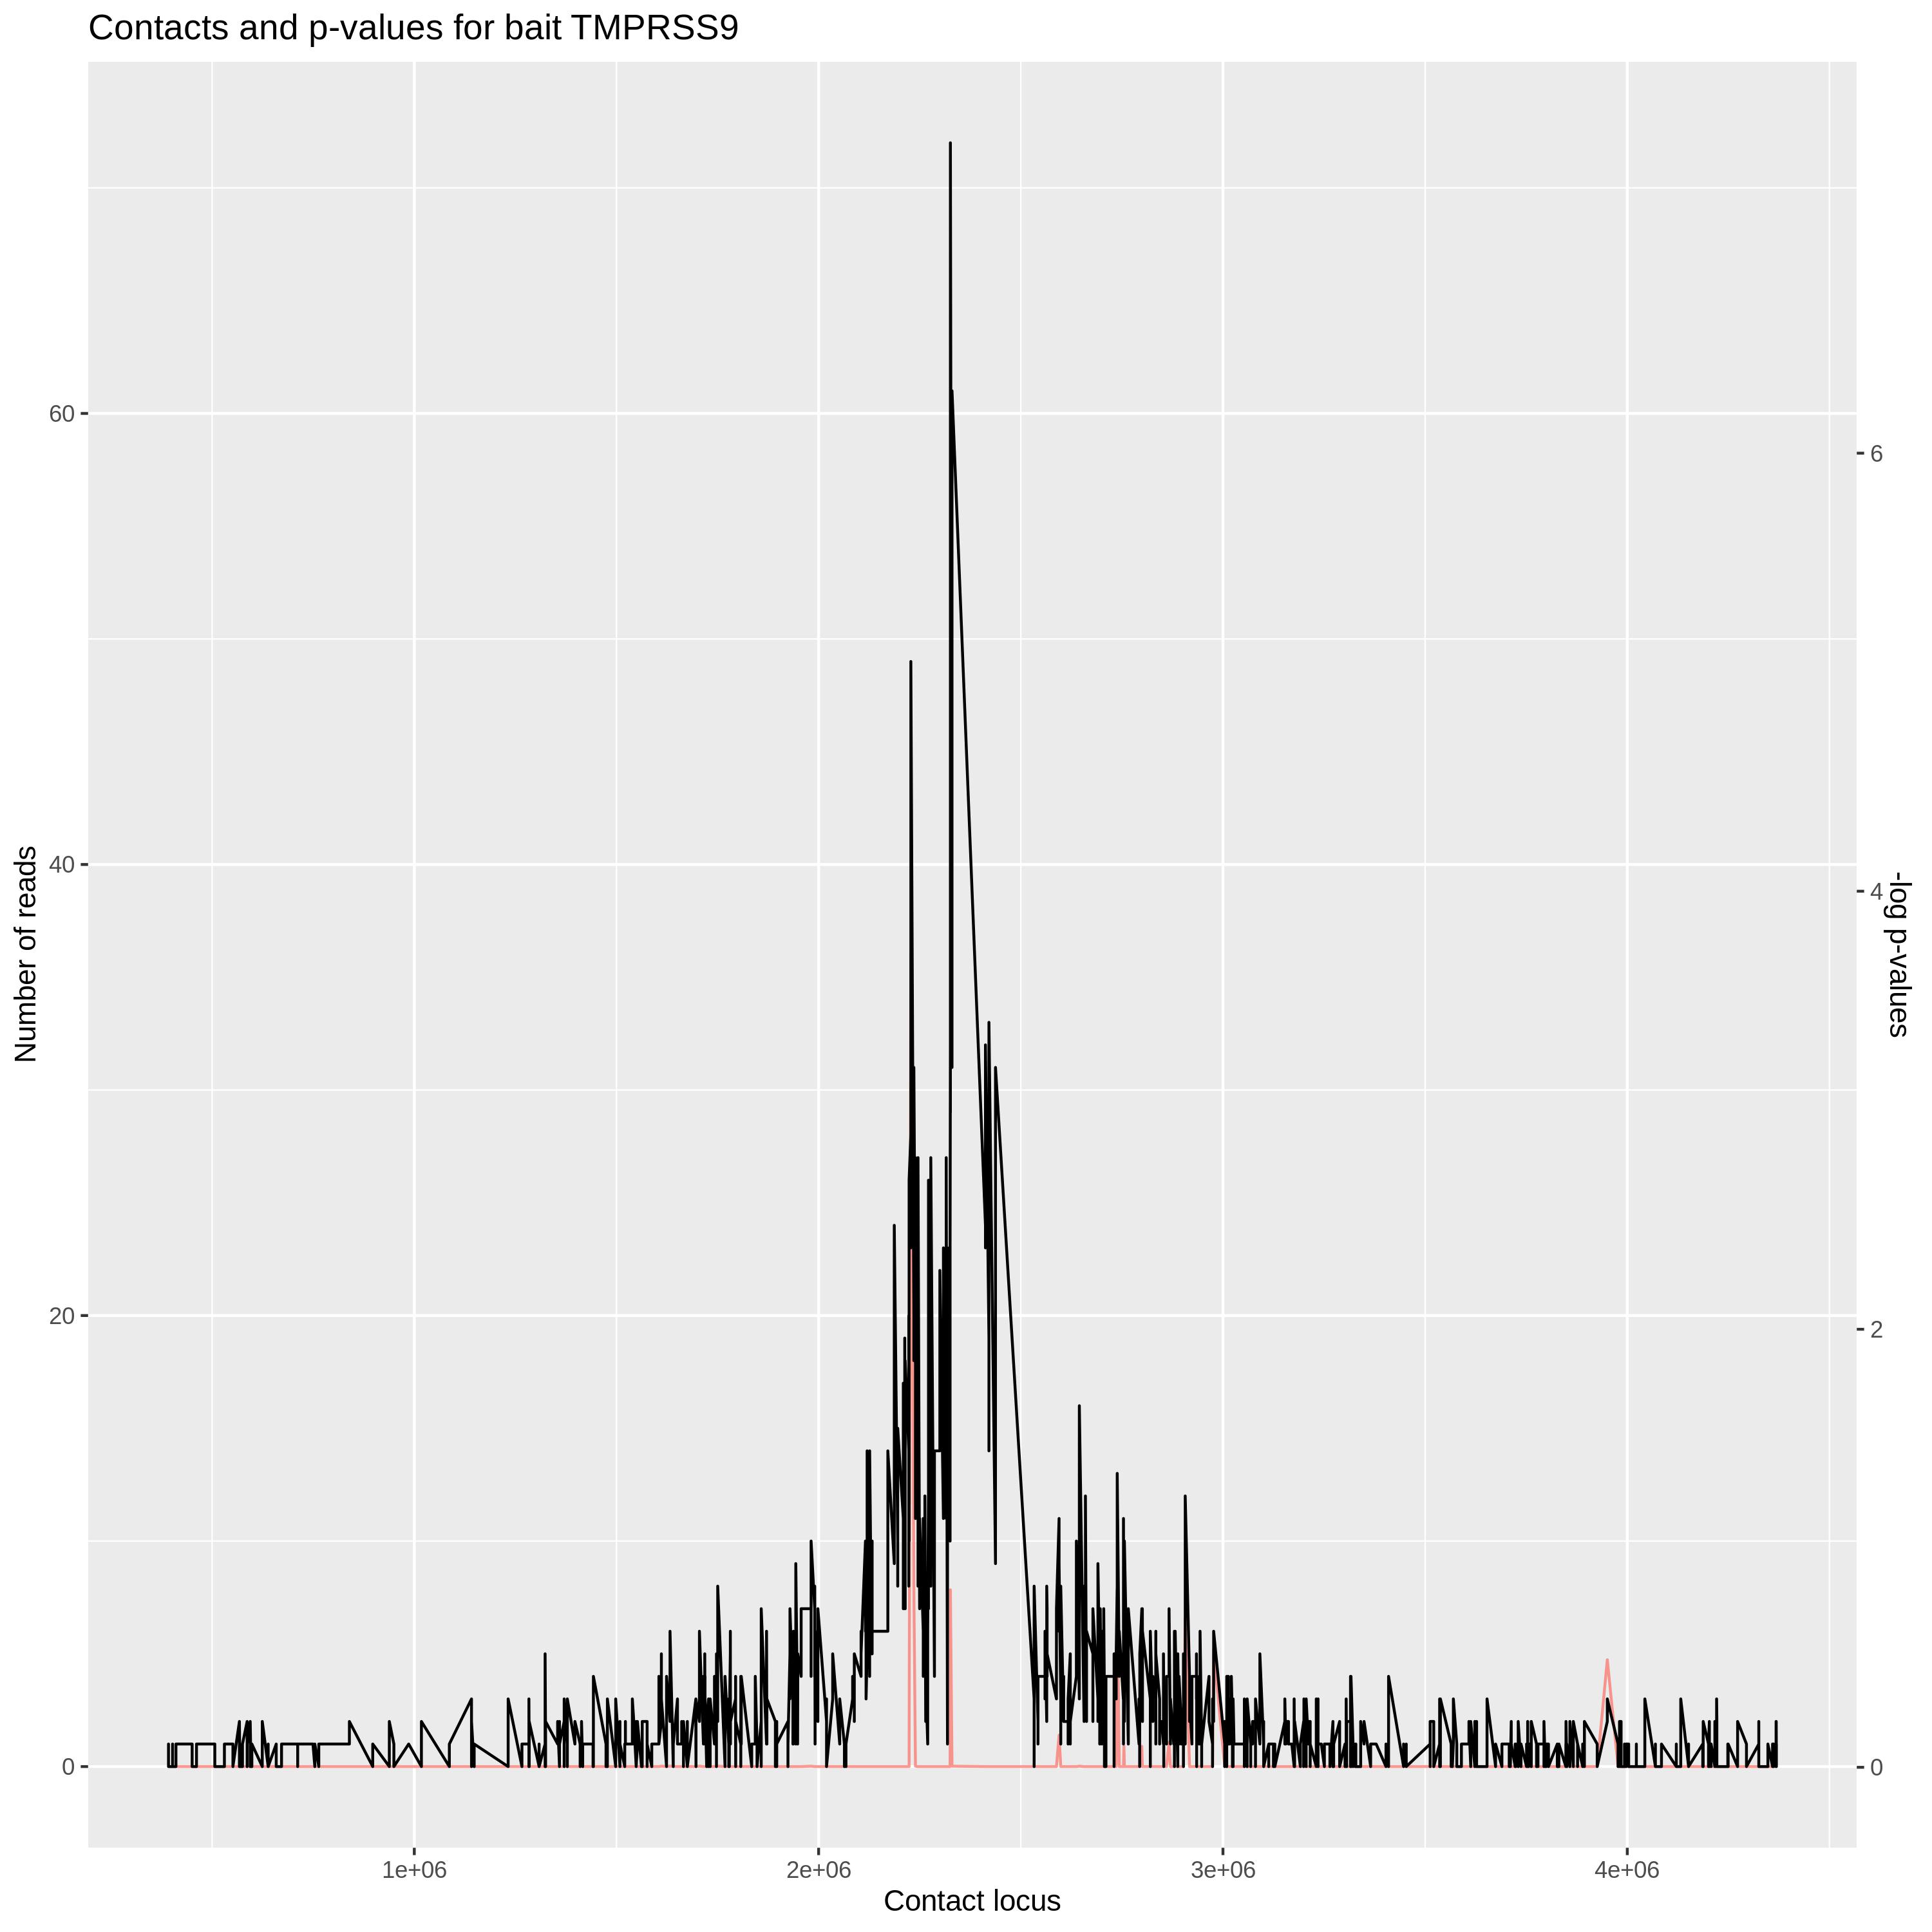 Contacts and p-values for bait TMPRSS9
60
40
20
0
6
4
2
0
1e+06
2e+06
3e+06
4e+06
Number of reads
-log p-values
Contact locus